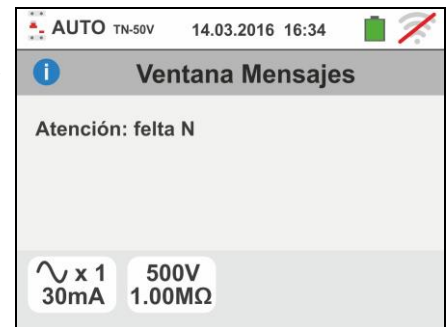 AUTO TN-50V 14.03.2016 16:34
i Ventana Mensajes
Atención: felta N
x 1 500V
30mA 1.00MΩ